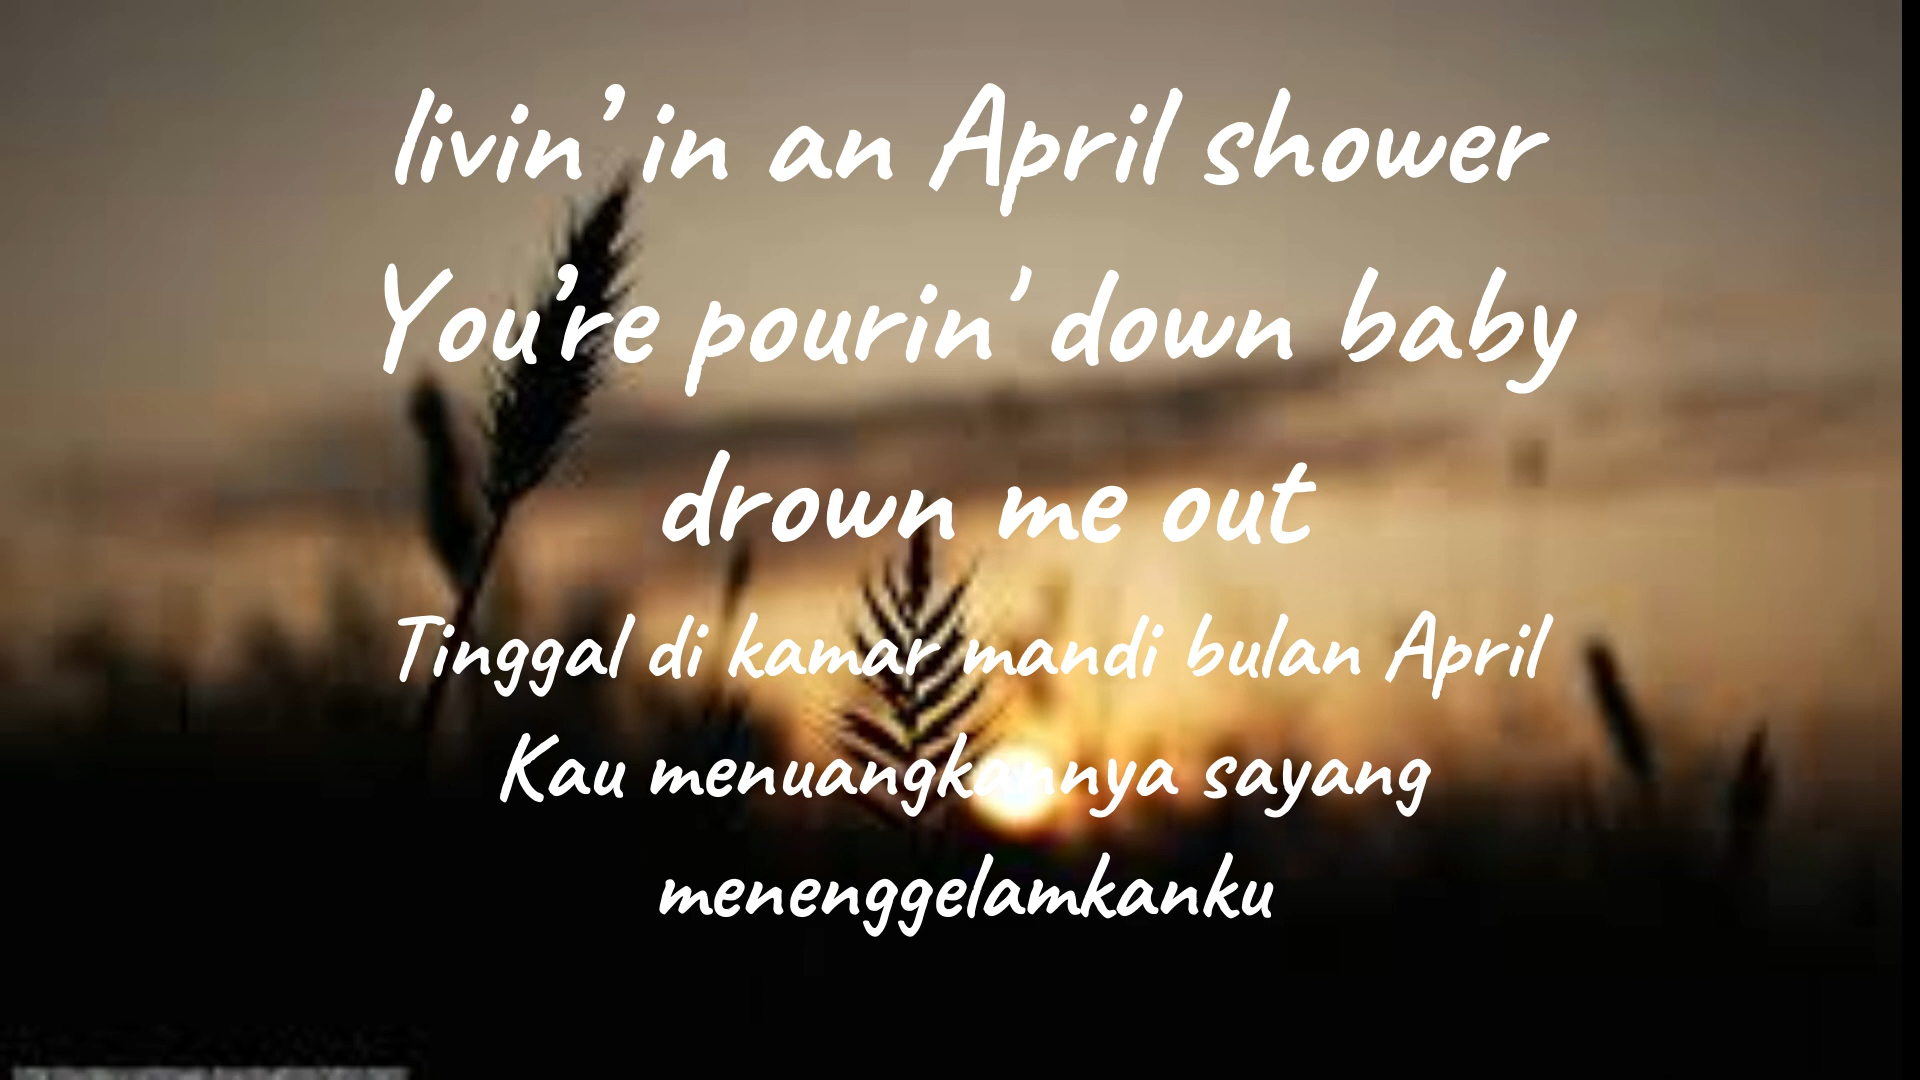 livin' in an April shower
You're pourin' down baby
drown me out
Tinggal di kamar mandi bulan April
Kau menuangkannya sayang
menenggelamkanku